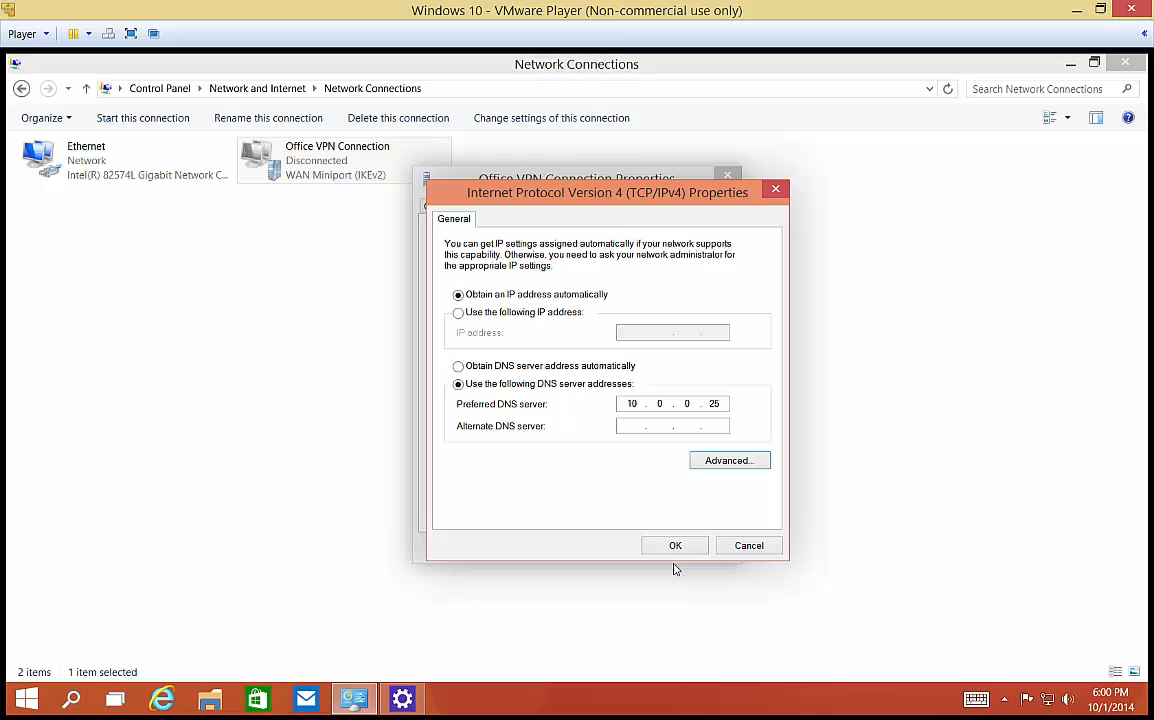 Windows 10 - VMware Player (Non-commercial use only)
Player
Network Connections
Control Panel Network and Internet Network Connections
Search Network Connections
Organize Start this connection Rename this connection Delete this connection Change settings of this connection
Ethernet
Network
Intel(R) 82574L Gigabit Network C...
Office VPN Connection
Disconnected
WAN Miniport (IKEv2)
Office VPN Connection Properties
Internet Protocol Version 4 (TCP/IPv4) Properties
General
You can get IP settings assigned automatically if your network supports
this capability. Otherwise, you need to ask your network administrator for
the appropriate IP settings.
Obtain an IP address automatically
Use the following IP address:
IP address:
Obtain DNS server address automatically
Use the following DNS server addresses:
Preferred DNS server: 10 . 0 . 0 . 25
Alternate DNS server: . . .
Advanced...
OK Cancel
2 items 1 item selected
6:00 PM
10/1/2014